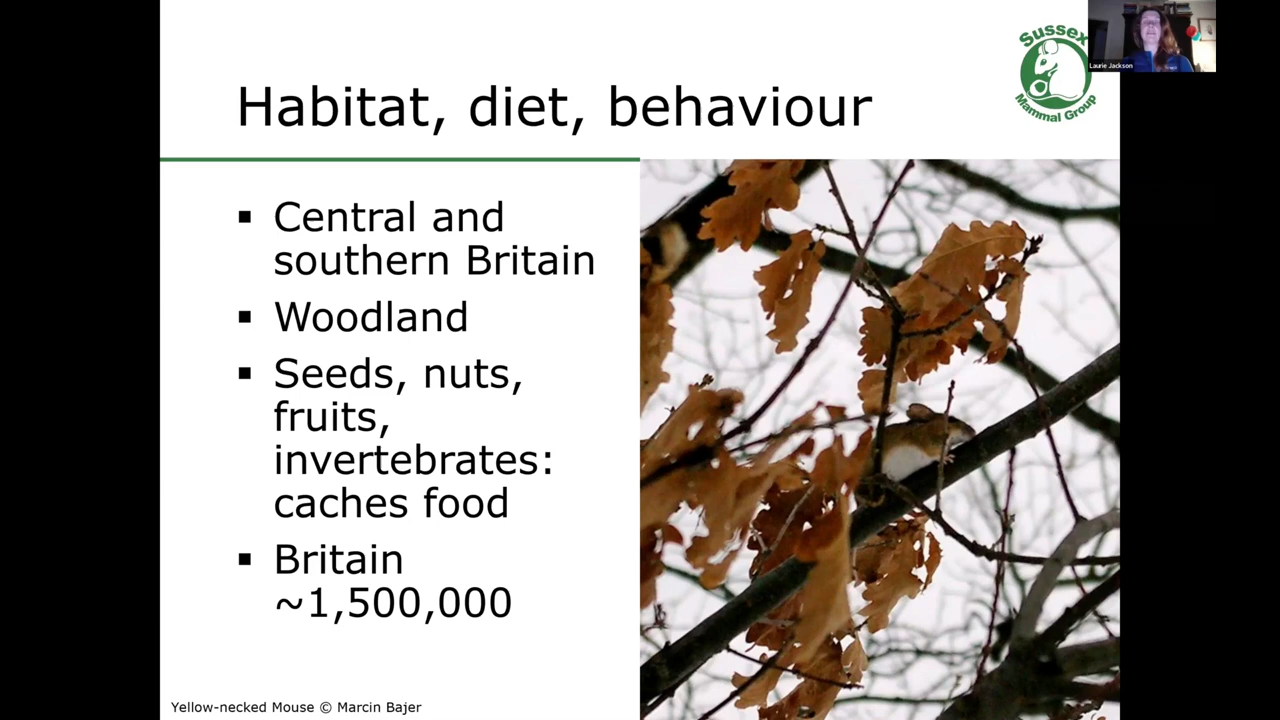 Sussex
Mammal Group
Laurie Jackson
Habitat, diet, behaviour
▪ Central and
southern Britain
▪ Woodland
▪ Seeds, nuts,
fruits,
invertebrates:
caches food
▪ Britain
~1,500,000
Yellow-necked Mouse © Marcin Bajer